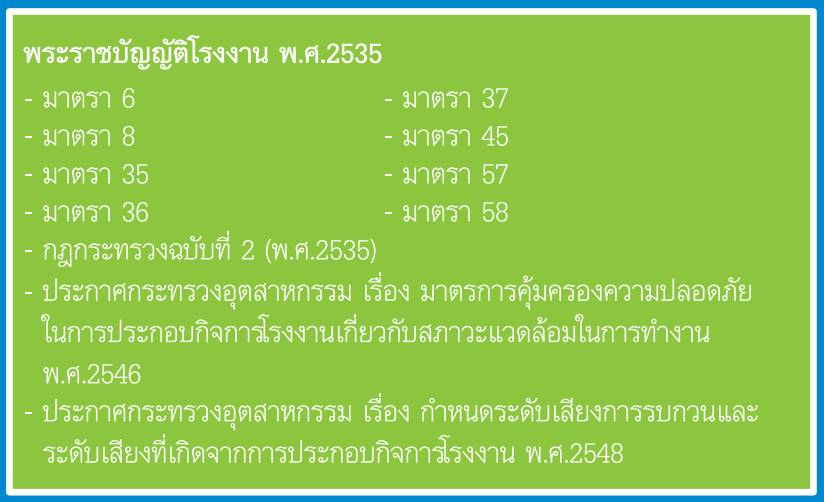 พระราชบัญญัติโรงงาน พ.ศ.2535
- มาตรา 6 - มาตรา 37
- มาตรา 8 - มาตรา 45
- มาตรา 35 - มาตรา 57
- มาตรา 36 - มาตรา 58
- กฎกระทรวงฉบับที่ 2 (พ.ศ.2535)
- ประกาศกระทรวงอุตสาหกรรม เรื่อง มาตรการคุ้มครองความปลอดภัย
ในการประกอบกิจการโรงงานเกี่ยวกับสภาวะแวดล้อมในการทำงาน
พ.ศ.2546
- ประกาศกระทรวงอุตสาหกรรม เรื่อง กำหนดระดับเสียงการรบกวนและ
ระดับเสียงที่เกิดจากการประกอบกิจการโรงงาน พ.ศ.2548